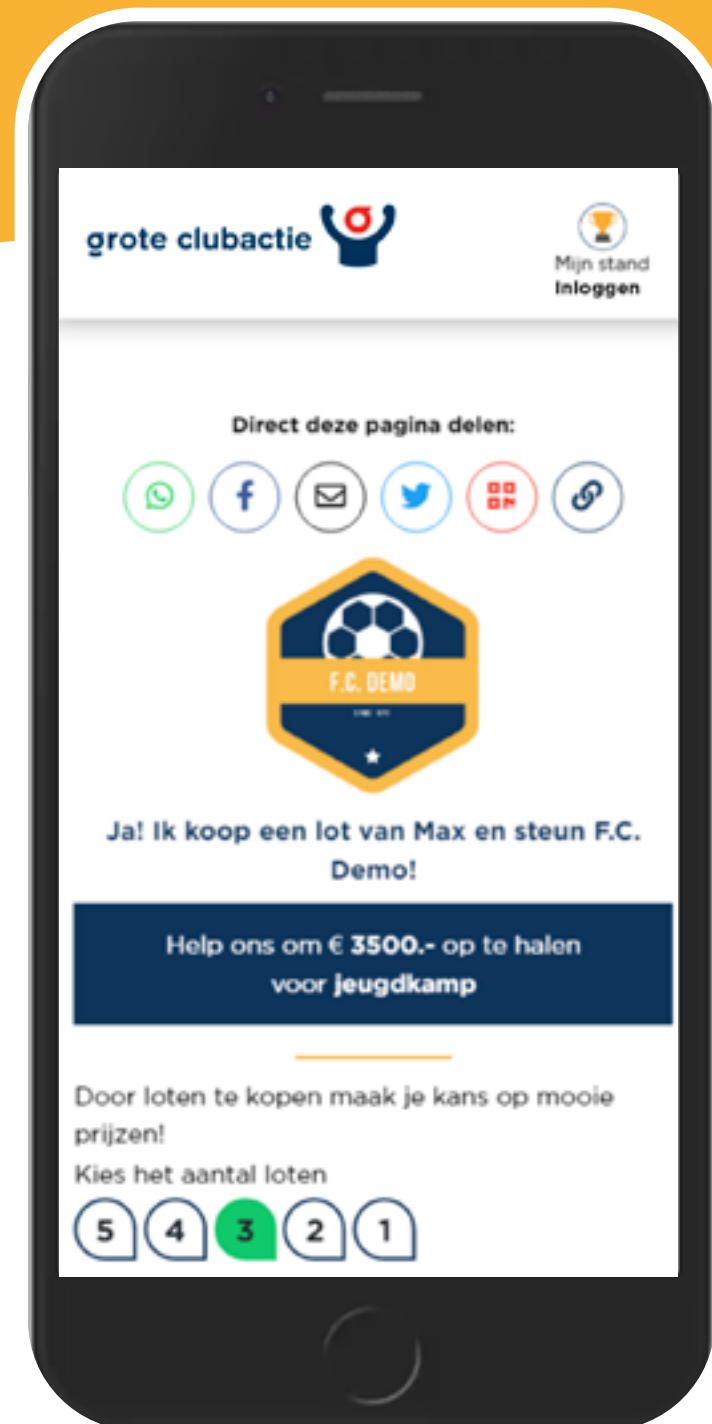 grote clubactie
Mijn stand
Inloggen
Direct deze pagina delen:
F.C. DEMO
Ja! Ik koop een lot van Max en steun F.C.
Demo!
Help ons om € 3500.- op te halen
voor jeugdkamp
Door loten te kopen maak je kans op mooie
prijzen!
Kies het aantal loten
5 4 3 2 1